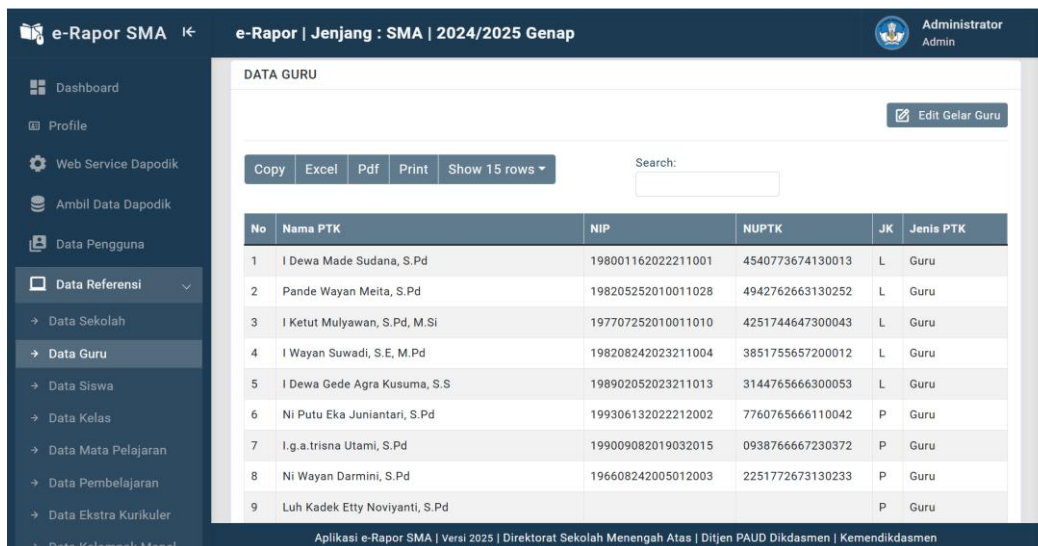 e-Rapor SMA
e-Rapor | Jenjang : SMA | 2024/2025 Genap
Administrator
Admin
Dashboard
Profile
Web Service Dapodik
Ambil Data Dapodik
Data Pengguna
Data Referensi
Data Sekolah
Data Guru
Data Siswa
Data Kelas
Data Mata Pelajaran
Data Pembelajaran
Data Ekstra Kurikuler
DATA GURU
Edit Gelar Guru
Copy Excel Pdf Print Show 15 rows
Search:
No Nama PTK NIP NUPTK JK Jenis PTK
1 I Dewa Made Sudana, S.Pd 198001162022211001 4540773674130013 L Guru
2 Pande Wayan Meita, S.Pd 198205252010011028 4942762663130252 L Guru
3 I Ketut Mulyawan, S.Pd, M.Si 197707252010011010 4251744647300043 L Guru
4 I Wayan Suwadi, S.E, M.Pd 198208242023211004 3851755657200012 L Guru
5 I Dewa Gede Agra Kusuma, S.S 198902052023211013 3144765666300053 L Guru
6 Ni Putu Eka Juniantari, S.Pd 199306132022212002 7760765666110042 P Guru
7 I.g.a.trisna Utami, S.Pd 199009082019032015 0938766667230372 P Guru
8 Ni Wayan Darmini, S.Pd 196608242005012003 2251772673130233 P Guru
9 Luh Kadek Etty Noviyanti, S.Pd P Guru
Aplikasi e-Rapor SMA | Versi 2025 | Direktorat Sekolah Menengah Atas | Ditjen PAUD Dikdasmen | Kemendikdasmen